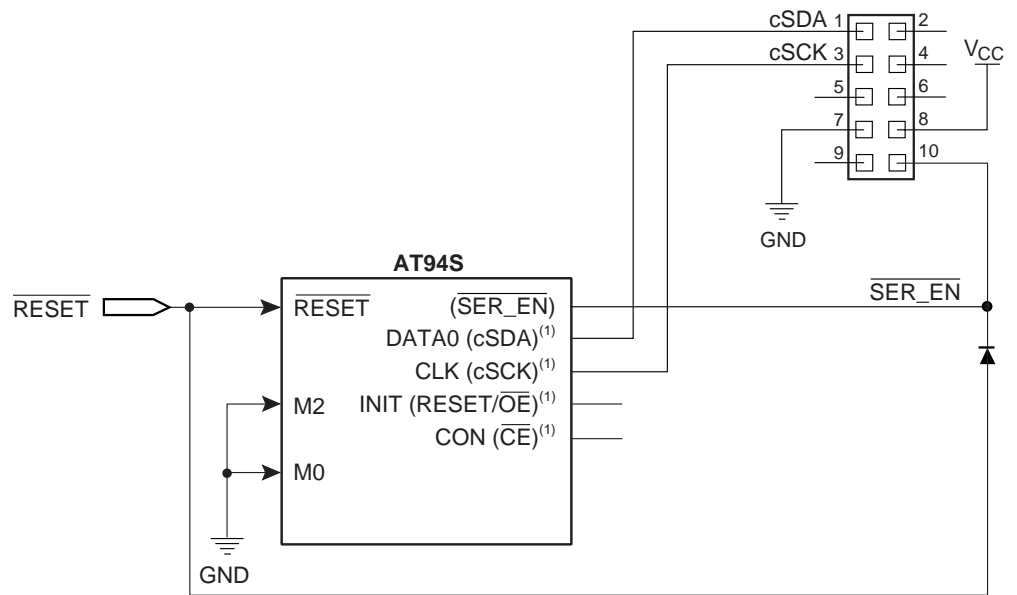 cSDA 1 2
cSCK 3 4 VCC
5 6
7 8
9 10
GND
AT94S
RESET RESET (SER_EN) SER_EN
DATA0 (cSDA)(1)
CLK (cSCK)(1)
M2 INIT (RESET/OE)(1)
CON (CE)(1)
M0
GND